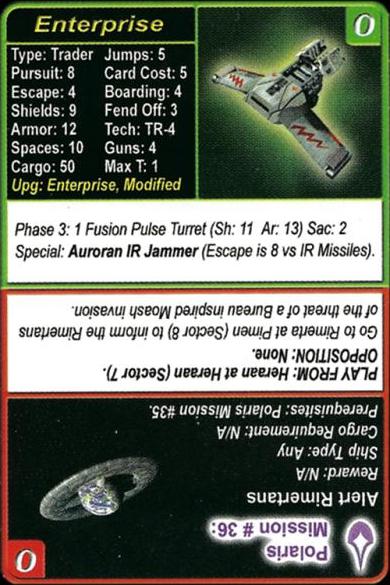 Enterprise
0
Type: Trader Jumps: 5
Pursuit: 8 Card Cost: 5
Escape: 4 Boarding: 4
Shields: 9 Fend Off: 3
Armor: 12 Tech: TR-4
Spaces: 10 Guns: 4
Cargo: 50 Max T: 1
Upg: Enterprise, Modified
Phase 3: 1 Fusion Pulse Turret (Sh: 11 Ar: 13) Sac: 2
Special: Auroran IR Jammer (Escape is 8 vs IR Missiles).
Polaris
Mission # 36:
0
Alert Rimertans
Reward: N/A
Ship Type: Any
Cargo Requirement: N/A
Prerequisites: Polaris Mission #35.
PLAY FROM: Heraan at Heraan (Sector 7).
OPPOSITION: None.
Go to Rimerta at Pimen (Sector 8) to inform the Rimertans
of the threat of a Bureau inspired Moash invasion.